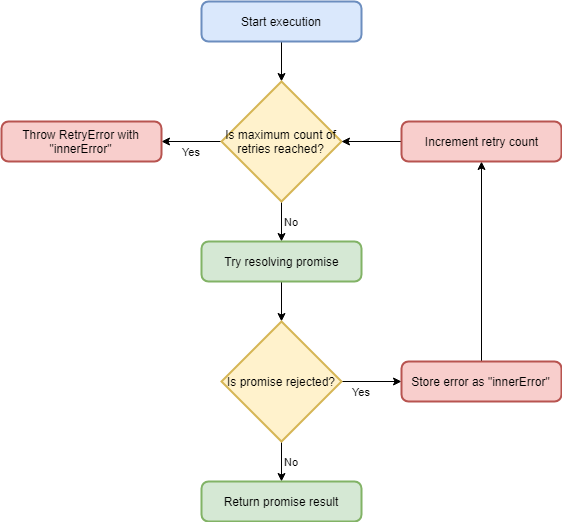 Start execution
Is maximum count of
retries reached?
Throw RetryError with
"innerError"
Yes
Increment retry count
No
Try resolving promise
Is promise rejected?
Yes
Store error as "innerError"
No
Return promise result